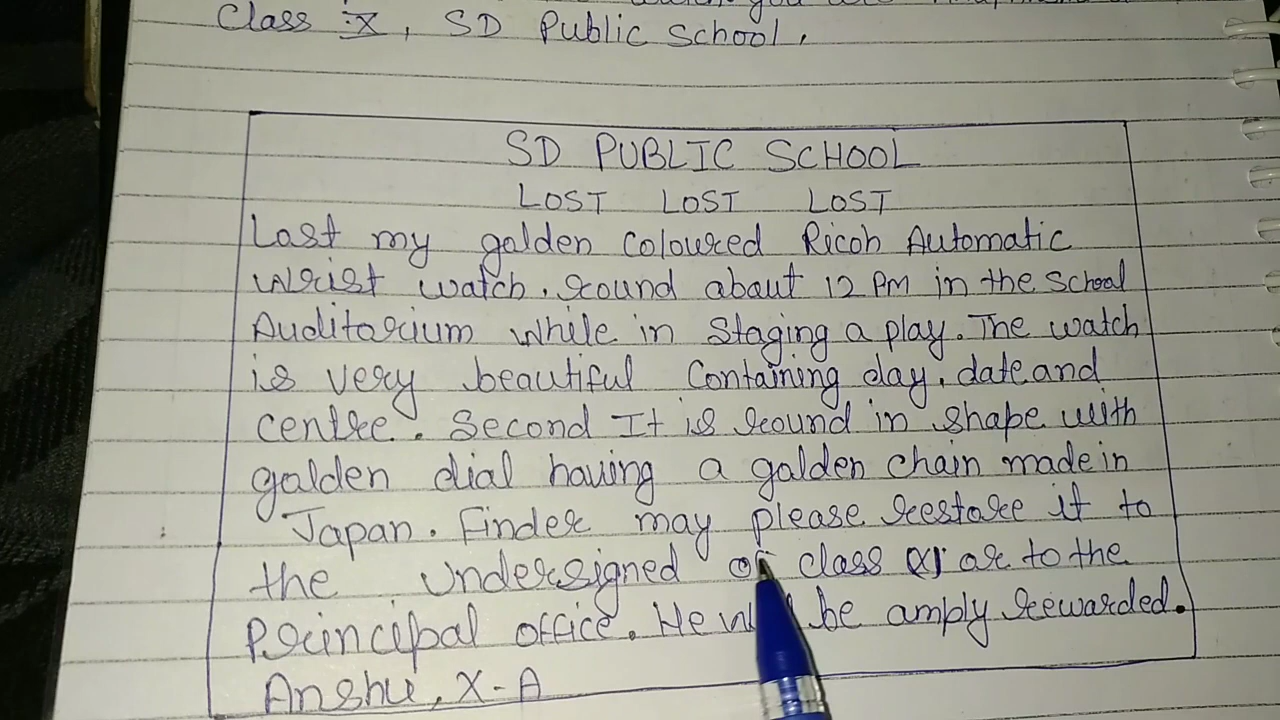 you are
Class X, SD Public School.
SD PUBLIC SCHOOL
LOST LOST LOST
Lost my golden coloured Ricoh Automatic
Wrist watch. round about 12 PM in the School
Auditorium While in Staging a play. The watch
is very beautiful Containing day, date and
centre. Second It is round in shape with
golden dial having a golden chain made in
Japan. Finder may please restore it to
the undersigned of class (X) or to the
Principal office. He will be amply rewarded.
Anshu, X-A